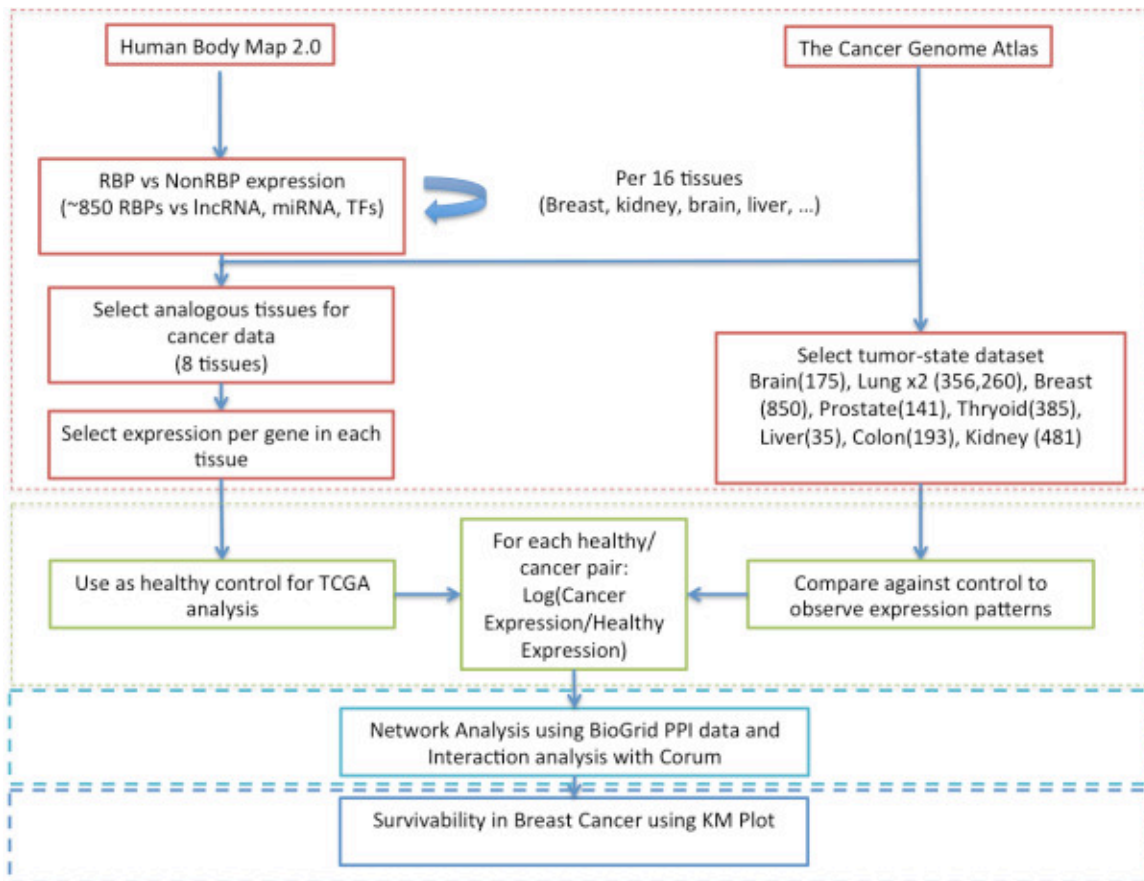 Human Body Map 2.0
The Cancer Genome Atlas
RBP vs NonRBP expression
(~850 RBPs vs lncRNA, miRNA, TFs)
Per 16 tissues
(Breast, kidney, brain, liver, ...)
Select analogous tissues for
cancer data
(8 tissues)
Select expression per gene in each
tissue
Select tumor-state dataset
Brain(175), Lung x2 (356,260), Breast
(850), Prostate(141), Thryoid(385),
Liver(35), Colon(193), Kidney (481)
Use as healthy control for TCGA
analysis
For each healthy/
cancer pair:
Log(Cancer
Expression/Healthy
Expression)
Compare against control to
observe expression patterns
Network Analysis using BioGrid PPI data and
Interaction analysis with Corum
Survivability in Breast Cancer using KM Plot